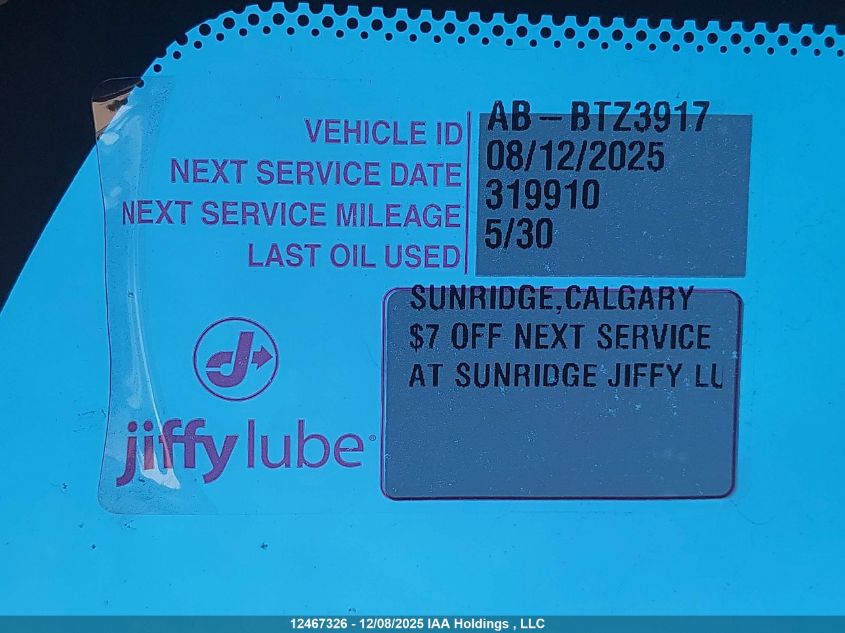 VEHICLE ID AB-BTZ3917
NEXT SERVICE DATE 08/12/2025
NEXT SERVICE MILEAGE 319910
LAST OIL USED 5/30
SUNRIDGE,CALGARY
$7 OFF NEXT SERVICE
AT SUNRIDGE JIFFY LU
jiffy lube
12467326 - 12/08/2025 IAA Holdings , LLC